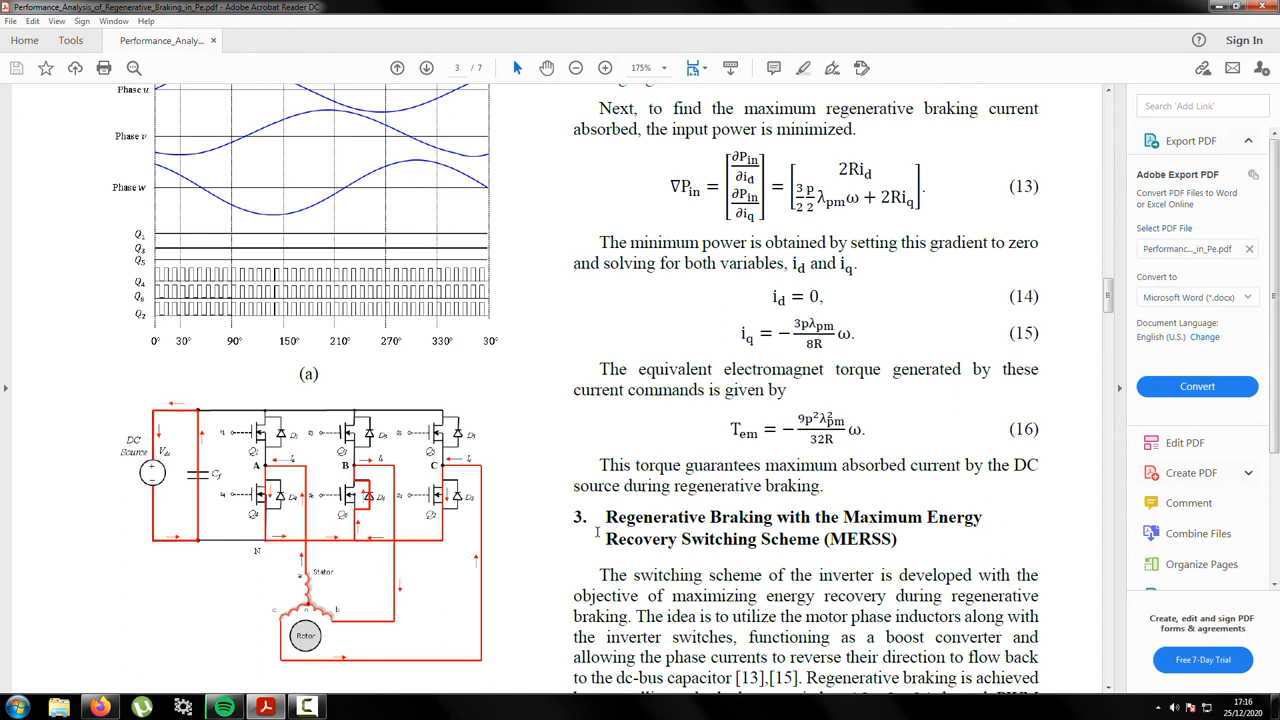 Performance_Analysis_of_Regenerative_Braking_in_Pe.pdf - Adobe Acrobat Reader DC
File Edit View Sign Window Help
Home Tools Performance_Analy... ×
Sign In
3 / 7 175%
Phase u
Phase v
Phase w
Q1
Q3
Q5
Q4
Q6
Q2
0° 30° 90° 150° 210° 270° 330° 30°
(a)
DC
Source
Vdc
Cf
A B C
N
Stator
a
c n b
Rotor
Next, to find the maximum regenerative braking current
absorbed, the input power is minimized.
∇Pin = [∂Pin/∂id ∂Pin/∂iq] = [2Rid 3/2 p/2 λpmω + 2Riq]. (13)
The minimum power is obtained by setting this gradient to zero
and solving for both variables, id and iq.
id = 0, (14)
iq = − 3pλpm/8R ω. (15)
The equivalent electromagnet torque generated by these
current commands is given by
Tem = − 9p²λ²pm/32R ω. (16)
This torque guarantees maximum absorbed current by the DC
source during regenerative braking.
3. Regenerative Braking with the Maximum Energy
Recovery Switching Scheme (MERSS)
The switching scheme of the inverter is developed with the
objective of maximizing energy recovery during regenerative
braking. The idea is to utilize the motor phase inductors along with
the inverter switches, functioning as a boost converter and
allowing the phase currents to reverse their direction to flow back
to the dc-bus capacitor [13],[15]. Regenerative braking is achieved
Search 'Add Link'
Export PDF
Adobe Export PDF
Convert PDF Files to Word
or Excel Online
Select PDF File
Performanc..._in_Pe.pdf ×
Convert to
Microsoft Word (*.docx)
Document Language:
English (U.S.) Change
Convert
Edit PDF
Create PDF
Comment
Combine Files
Organize Pages
Create, edit and sign PDF
forms & agreements
Free 7-Day Trial
17:16
25/12/2020